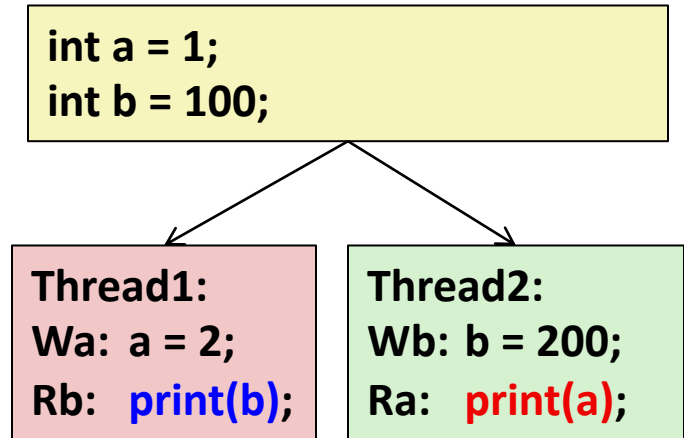 int a = 1;
int b = 100;
Thread1:
Wa: a = 2;
Rb: print(b);
Thread2:
Wb: b = 200;
Ra: print(a);